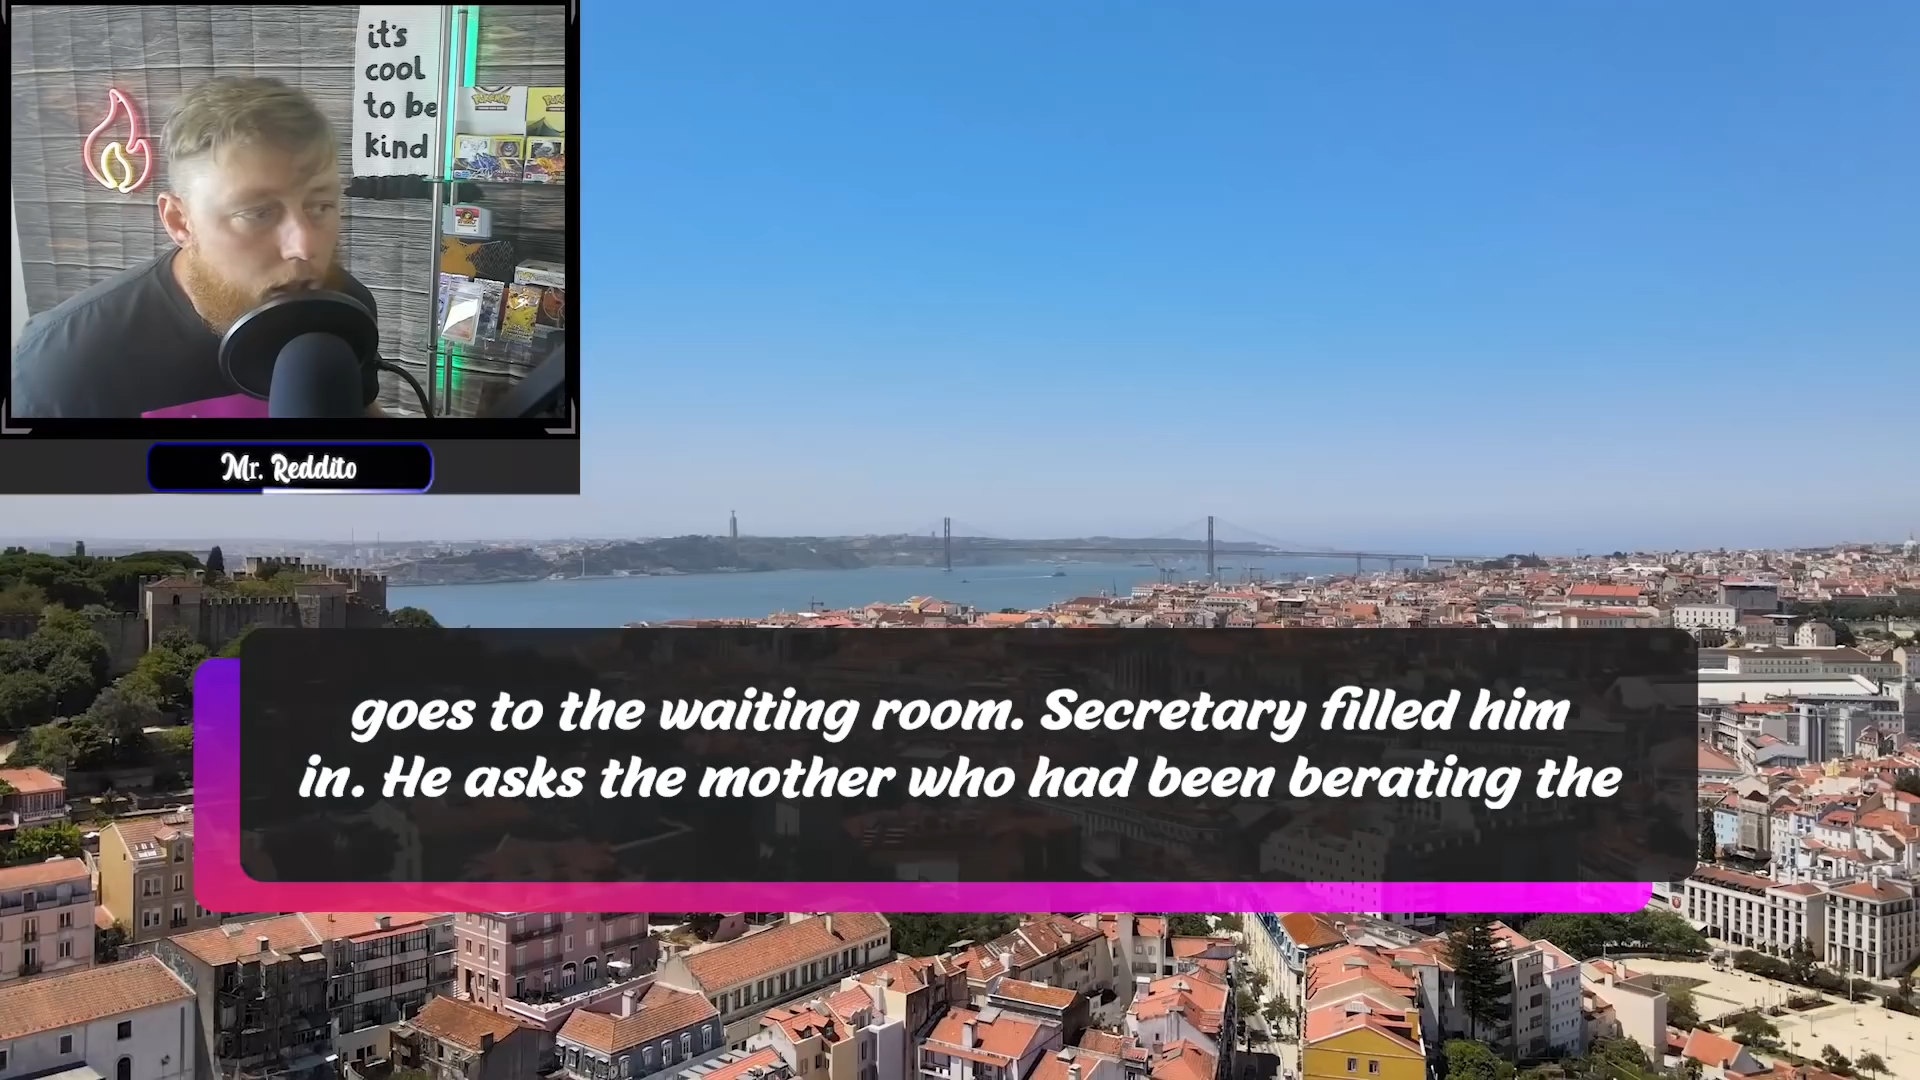 it's
cool
to be
kind
Mr. Reddito
goes to the waiting room. Secretary filled him
in. He asks the mother who had been berating the